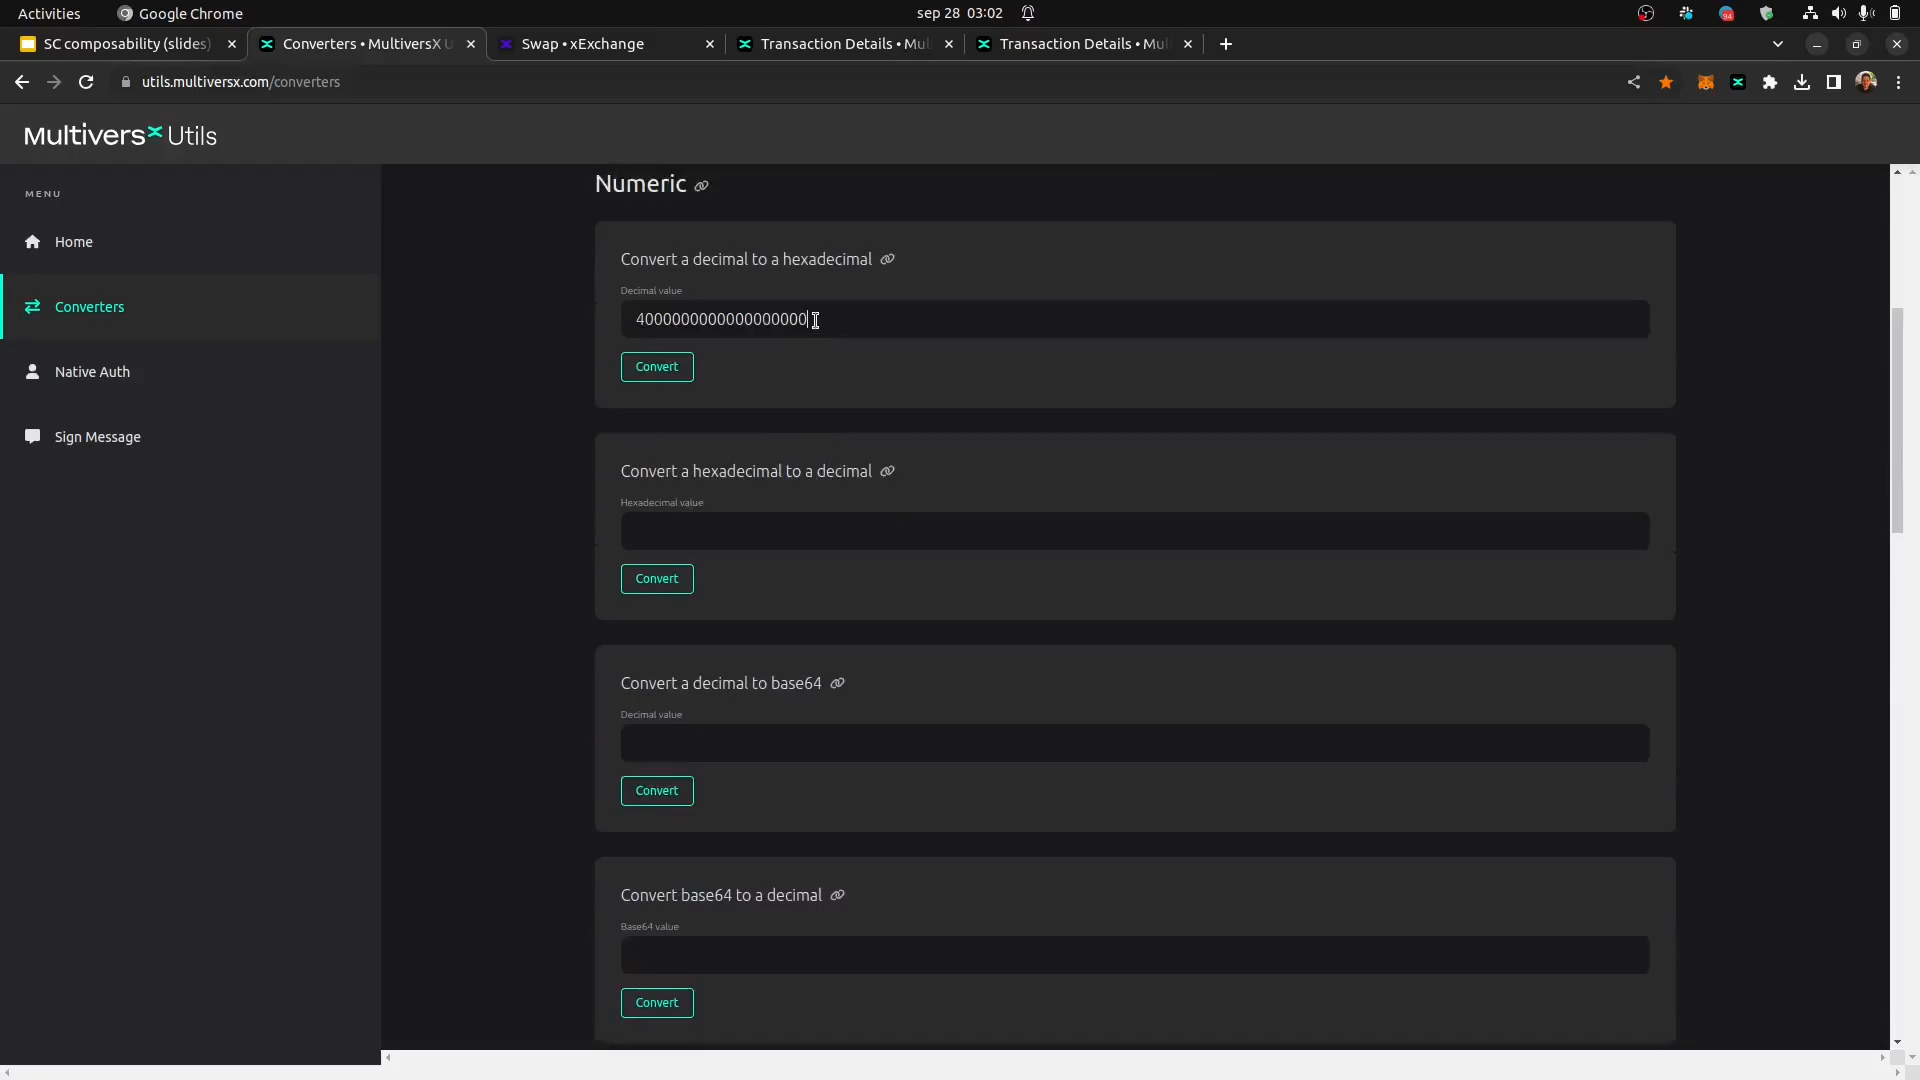 Activities Google Chrome sep 28 03:02 94
SC composability (slides) Converters • MultiversX U Swap • xExchange Transaction Details • Mul Transaction Details • Mul
utils.multiversx.com/converters
MultiversX Utils
MENU
Home
Converters
Native Auth
Sign Message
Numeric
Convert a decimal to a hexadecimal
Decimal value
4000000000000000000
Convert
Convert a hexadecimal to a decimal
Hexadecimal value
Convert
Convert a decimal to base64
Decimal value
Convert
Convert base64 to a decimal
Base64 value
Convert